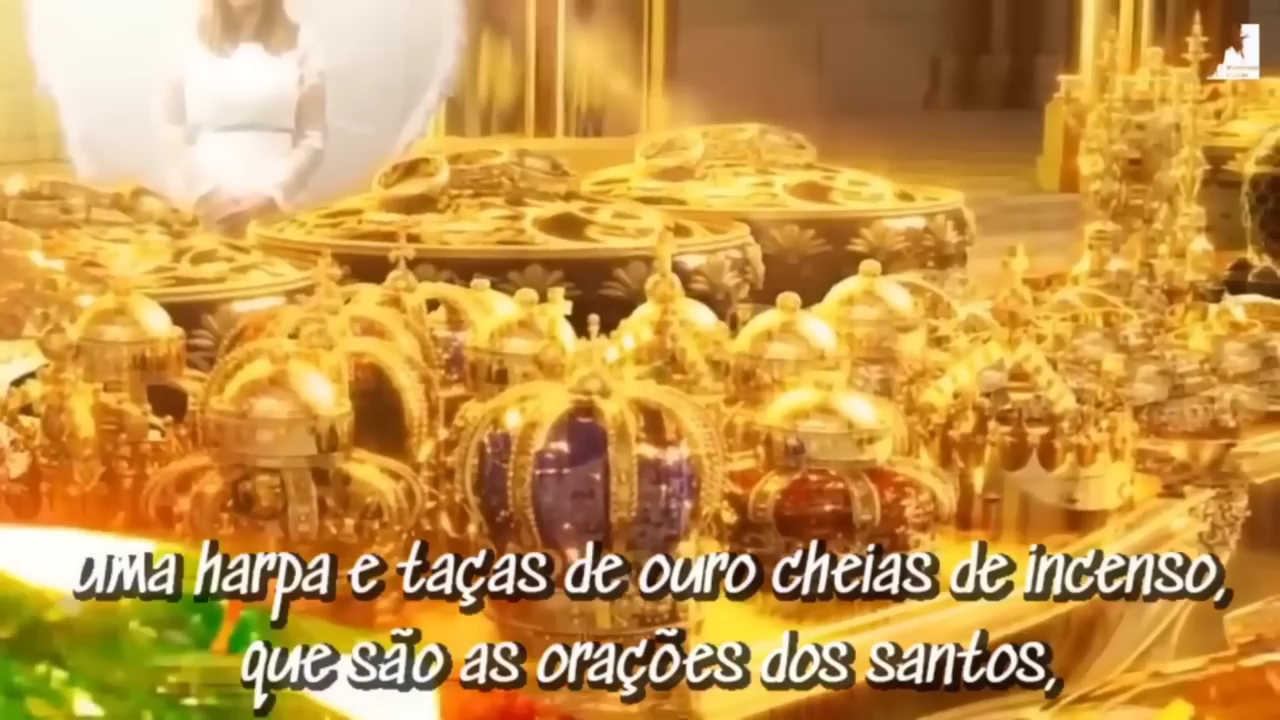 uma harpa e taças de ouro cheias de incenso,
que são as orações dos santos,